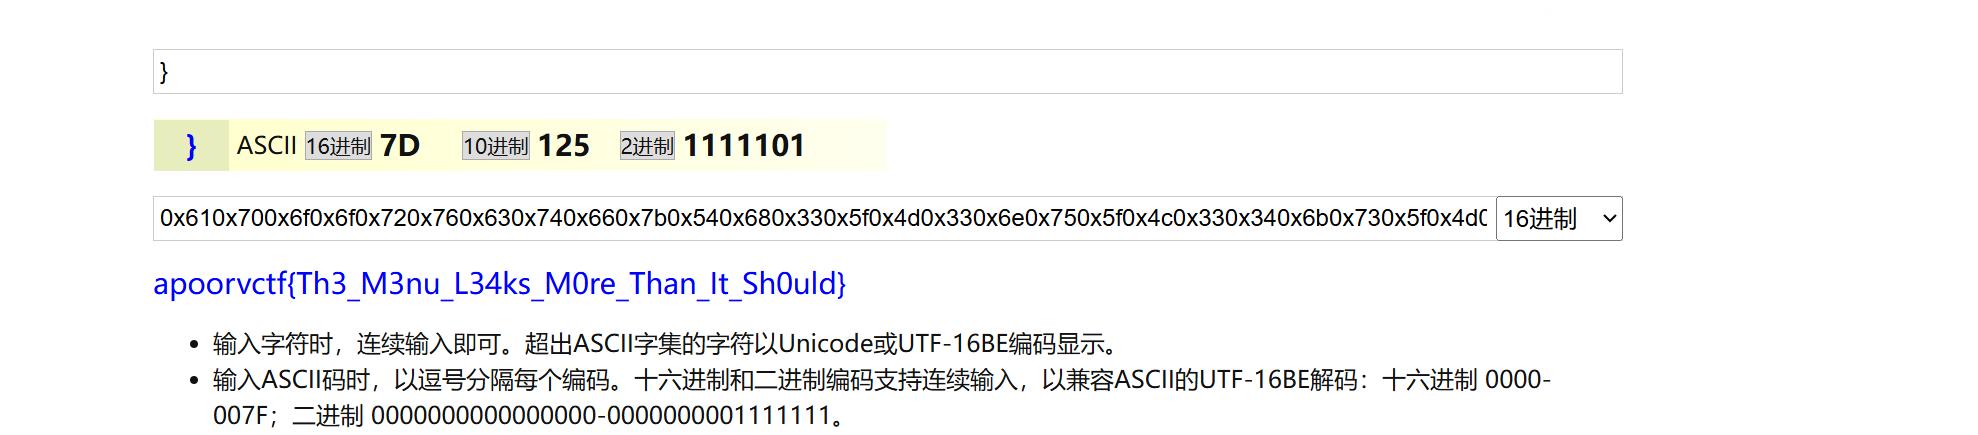 }
} ASCII 16进制 7D 10进制 125 2进制 1111101
0x610x700x6f0x6f0x720x760x630x740x660x7b0x540x680x330x5f0x4d0x330x6e0x750x5f0x4c0x330x340x6b0x730x5f0x4d0 16进制
apoorvctf{Th3_M3nu_L34ks_M0re_Than_It_Sh0uld}
• 输入字符时，连续输入即可。超出ASCII字集的字符以Unicode或UTF-16BE编码显示。
• 输入ASCII码时，以逗号分隔每个编码。十六进制和二进制编码支持连续输入，以兼容ASCII的UTF-16BE解码：十六进制 0000-
007F；二进制 0000000000000000-0000000001111111。